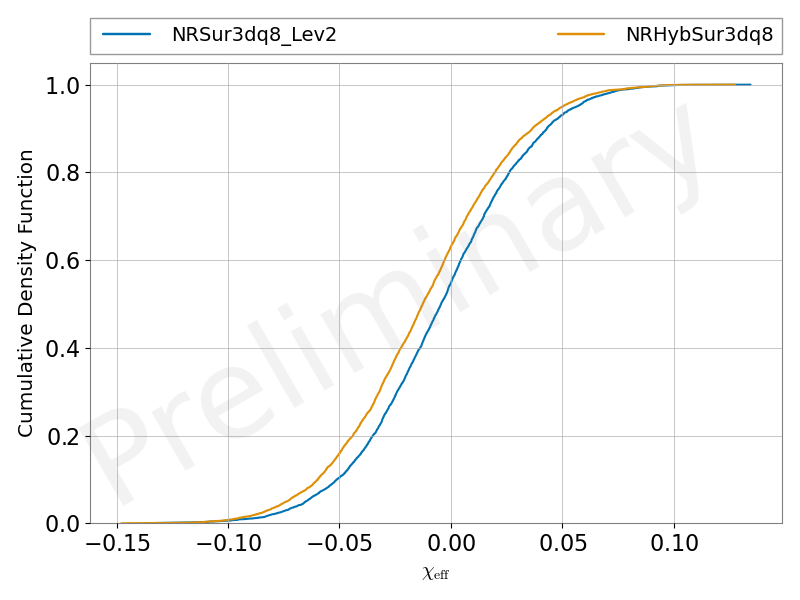 NRSur3dq8_Lev2 NRHybSur3dq8
1.0
0.8
0.6
0.4
0.2
0.0
Cumulative Density Function
Preliminary
−0.15 −0.10 −0.05 0.00 0.05 0.10
χeff